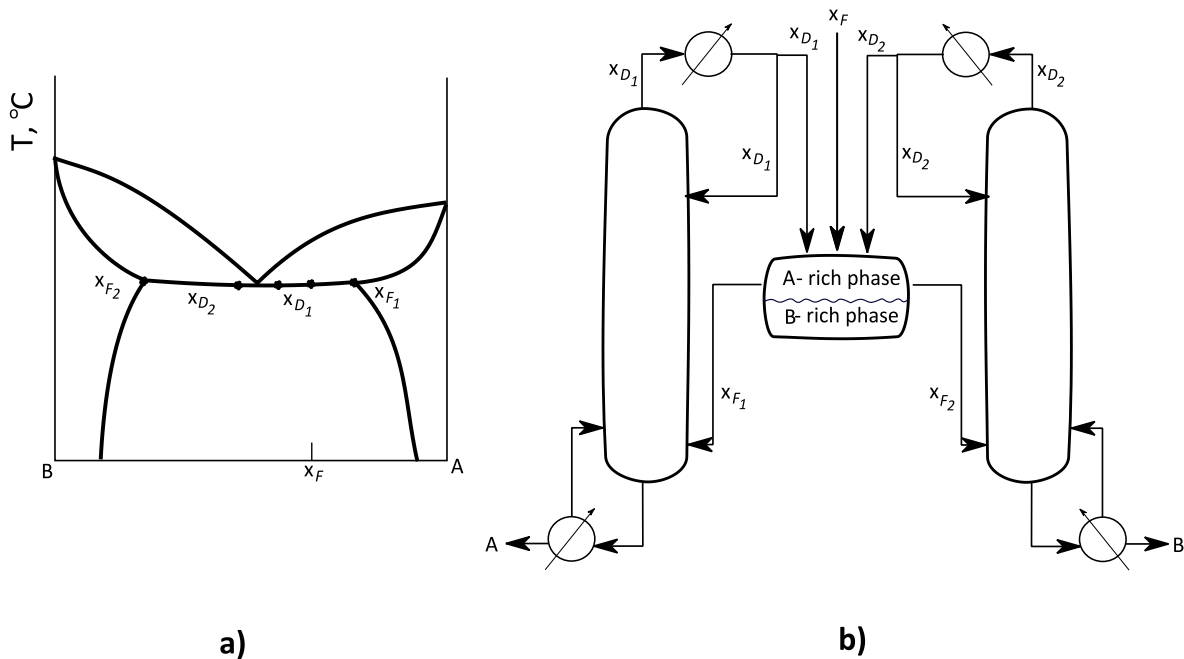 T, °C
x_F2
x_D2
x_D1
x_F1
B
x_F
A
a)
x_D1
x_D1
x_F
x_D2
x_D2
x_D1
x_D2
A- rich phase
B- rich phase
x_F1
x_F2
A
B
b)